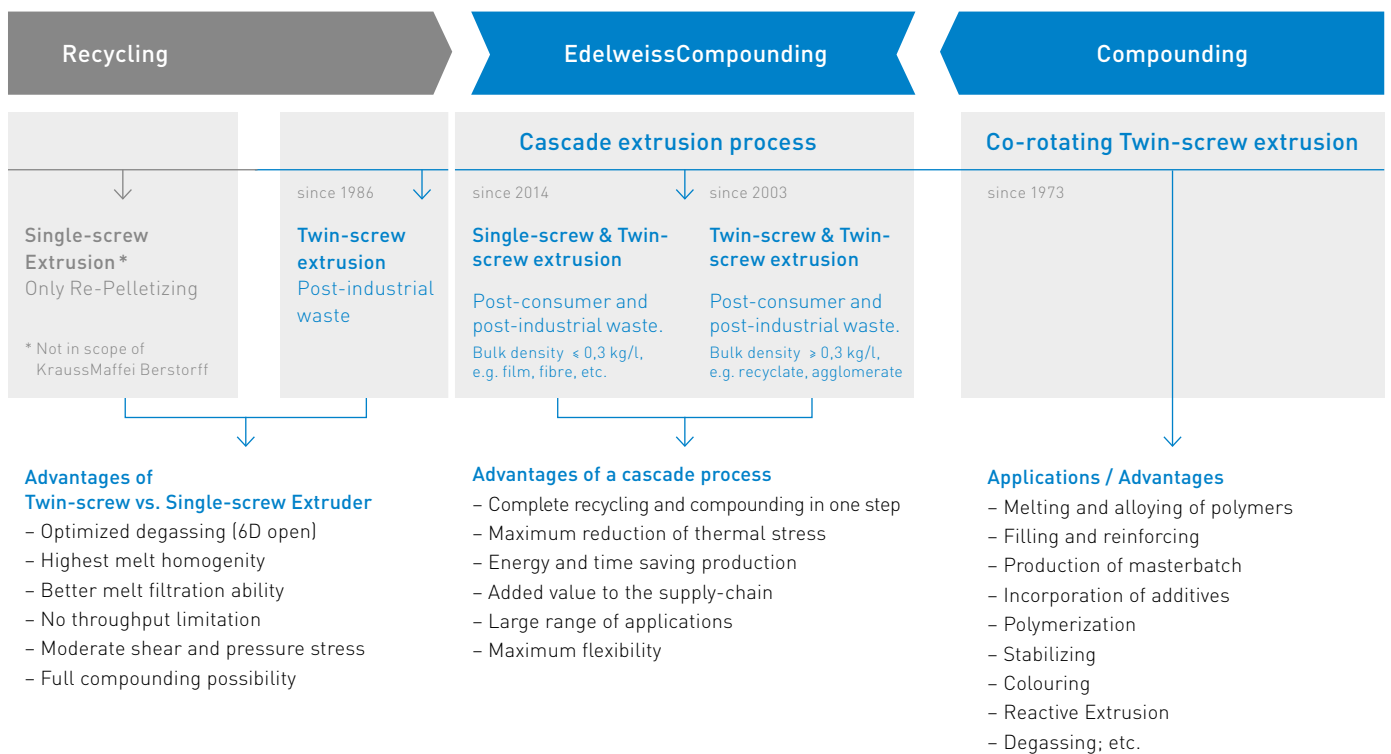 Recycling
EdelweissCompounding
Compounding
Cascade extrusion process
Co-rotating Twin-screw extrusion
Single-screw
Extrusion *
Only Re-Pelletizing
* Not in scope of
KraussMaffei Berstorff
since 1986
Twin-screw
extrusion
Post-industrial
waste
since 2014
Single-screw & Twin-
screw extrusion
Post-consumer and
post-industrial waste.
Bulk density ⩽ 0,3 kg/l,
e.g. film, fibre, etc.
since 2003
Twin-screw & Twin-
screw extrusion
Post-consumer and
post-industrial waste.
Bulk density ⩾ 0,3 kg/l,
e.g. recyclate, agglomerate
since 1973
Advantages of
Twin-screw vs. Single-screw Extruder
– Optimized degassing (6D open)
– Highest melt homogenity
– Better melt filtration ability
– No throughput limitation
– Moderate shear and pressure stress
– Full compounding possibility
Advantages of a cascade process
– Complete recycling and compounding in one step
– Maximum reduction of thermal stress
– Energy and time saving production
– Added value to the supply-chain
– Large range of applications
– Maximum flexibility
Applications / Advantages
– Melting and alloying of polymers
– Filling and reinforcing
– Production of masterbatch
– Incorporation of additives
– Polymerization
– Stabilizing
– Colouring
– Reactive Extrusion
– Degassing; etc.